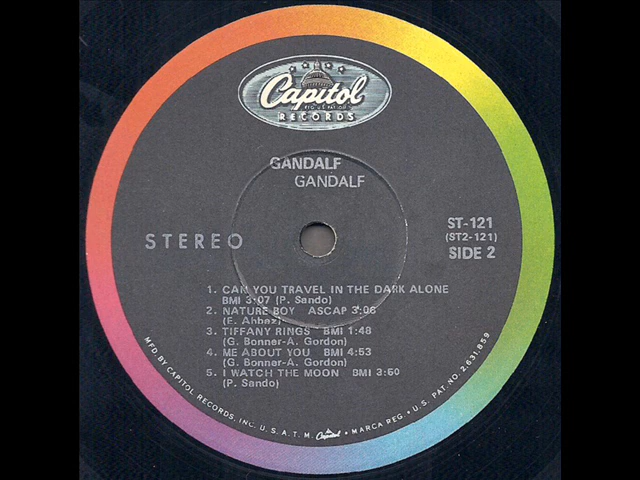 Capitol
RECORDS
GANDALF
GANDALF
STEREO
ST-121
(ST2-121)
SIDE 2
1. CAN YOU TRAVEL IN THE DARK ALONE
BMI 3:07 (P. Sando)
2. NATURE BOY ASCAP 3:06
(E. Ahbez)
3. TIFFANY RINGS BMI 1:48
(G. Bonner-A. Gordon)
4. ME ABOUT YOU BMI 4:53
(G. Bonner-A. Gordon)
5. I WATCH THE MOON BMI 3:50
(P. Sando)
MFD BY CAPITOL RECORDS, INC. U.S.A. T.M. Capitol • MARCA REG. • U.S. PAT. NO. 2,631,859